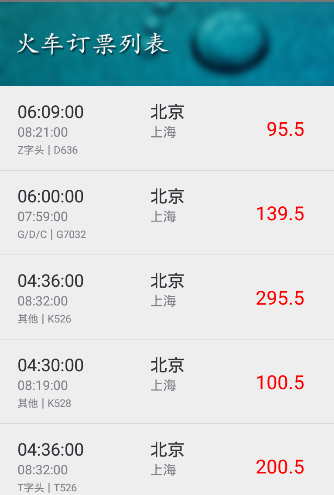 火车订票列表
06:09:00 北京
08:21:00 上海 95.5
Z字头 | D636
06:00:00 北京
07:59:00 上海 139.5
G/D/C | G7032
04:36:00 北京
08:32:00 上海 295.5
其他 | K526
04:30:00 北京
08:19:00 上海 100.5
其他 | K528
04:36:00 北京
08:32:00 上海 200.5
T字头 | T526